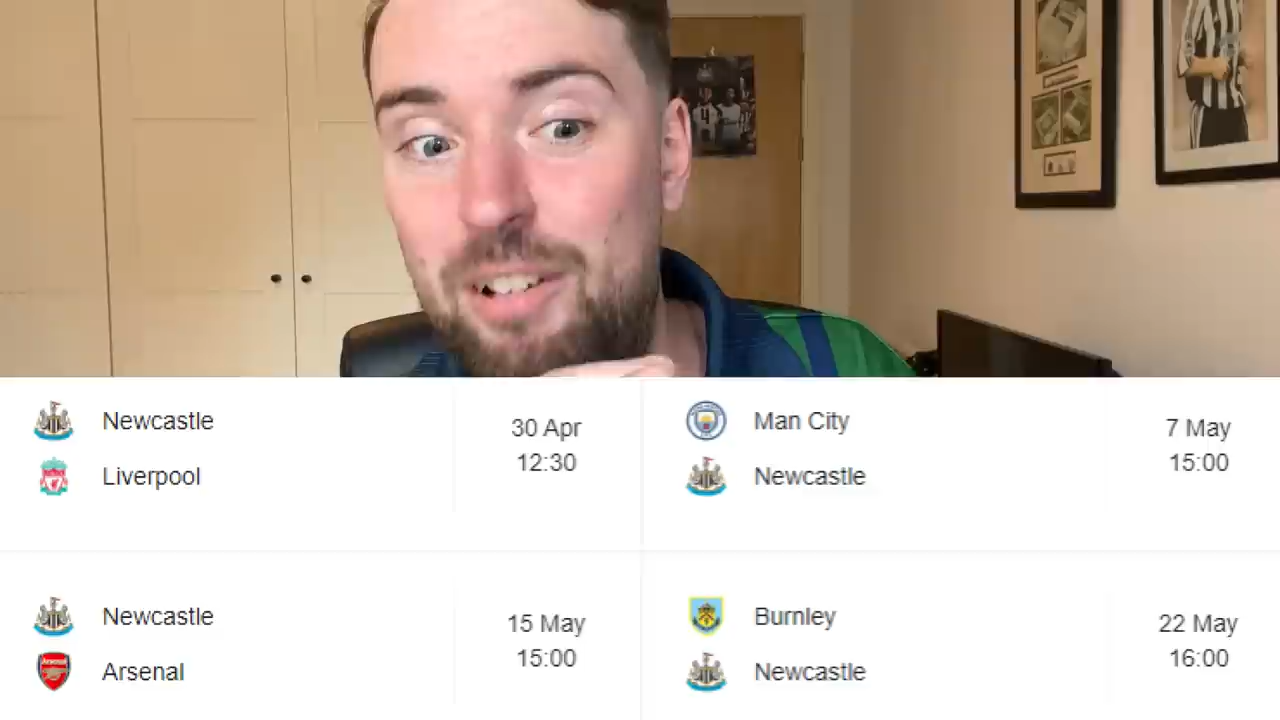 Newcastle
Liverpool
30 Apr
12:30
Man City
Newcastle
7 May
15:00
Newcastle
Arsenal
15 May
15:00
Burnley
Newcastle
22 May
16:00